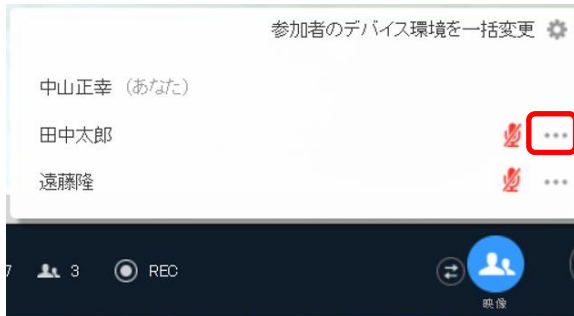 参加者のデバイス環境を一括変更
中山正幸 (あなた)
田中太郎
遠藤隆
7 3 REC
映像